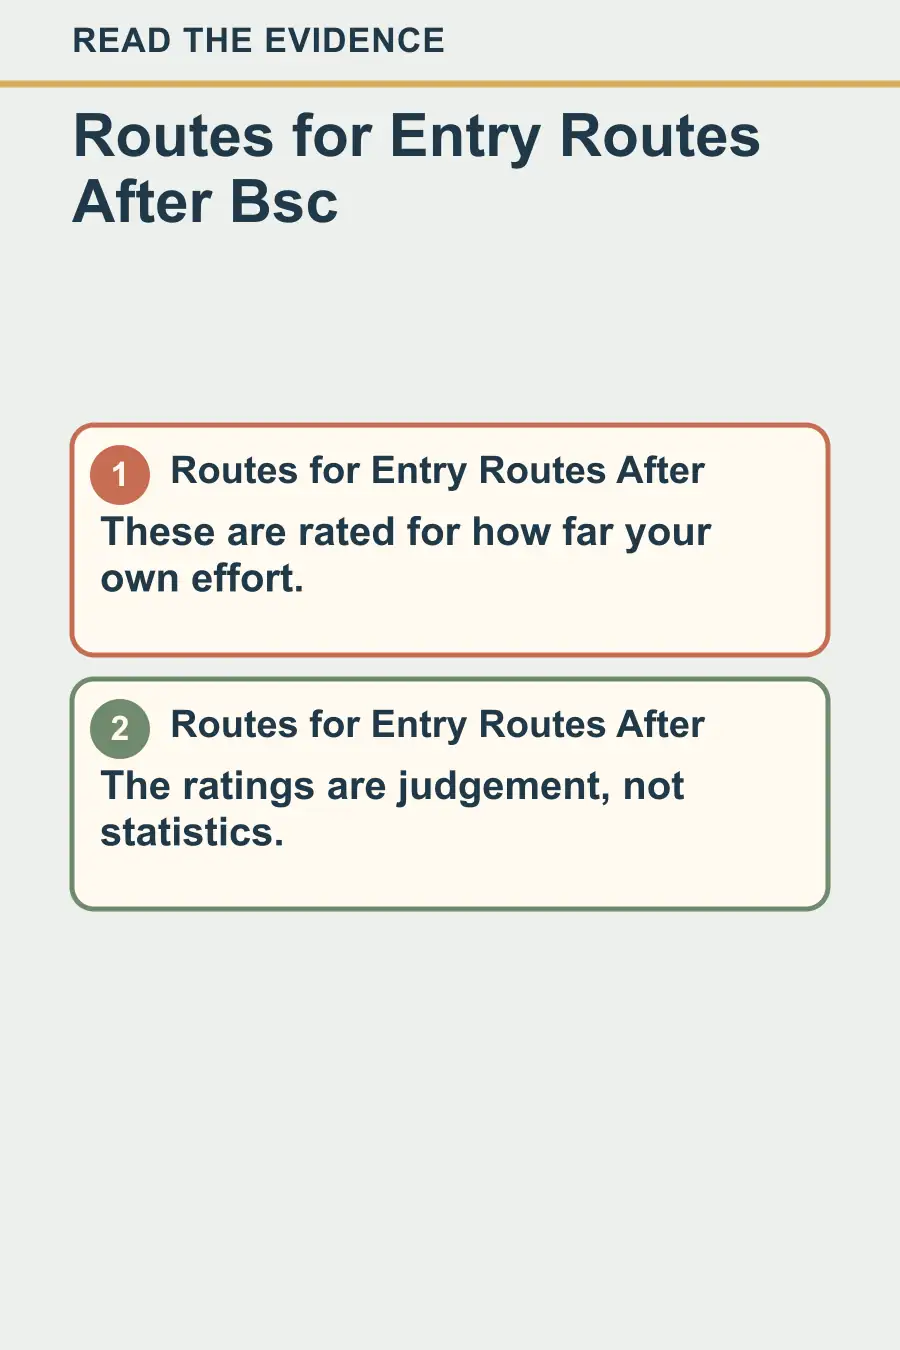 READ THE EVIDENCE
Routes for Entry Routes
After Bsc
1 Routes for Entry Routes After
These are rated for how far your
own effort.
2 Routes for Entry Routes After
The ratings are judgement, not
statistics.